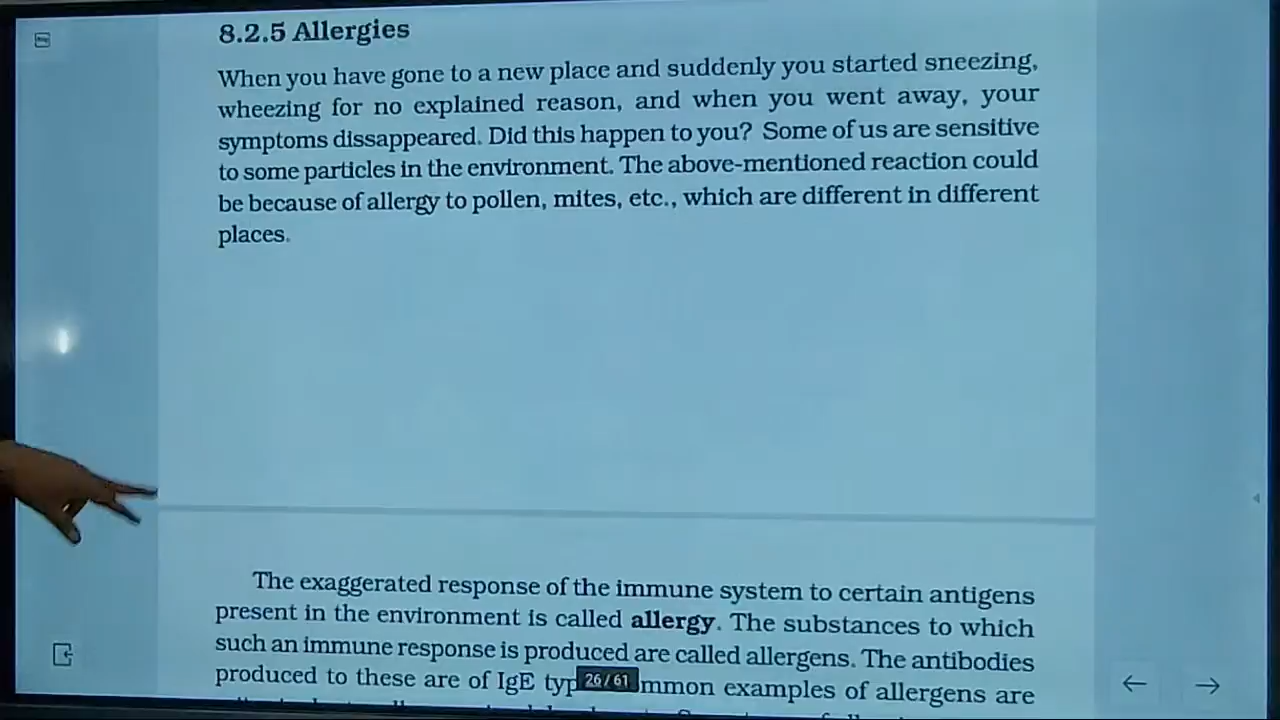 8.2.5 Allergies
When you have gone to a new place and suddenly you started sneezing,
wheezing for no explained reason, and when you went away, your
symptoms dissappeared. Did this happen to you? Some of us are sensitive
to some particles in the environment. The above-mentioned reaction could
be because of allergy to pollen, mites, etc., which are different in different
places.
The exaggerated response of the immune system to certain antigens
present in the environment is called allergy. The substances to which
such an immune response is produced are called allergens. The antibodies
produced to these are of IgE typ 26/61 mmon examples of allergens are